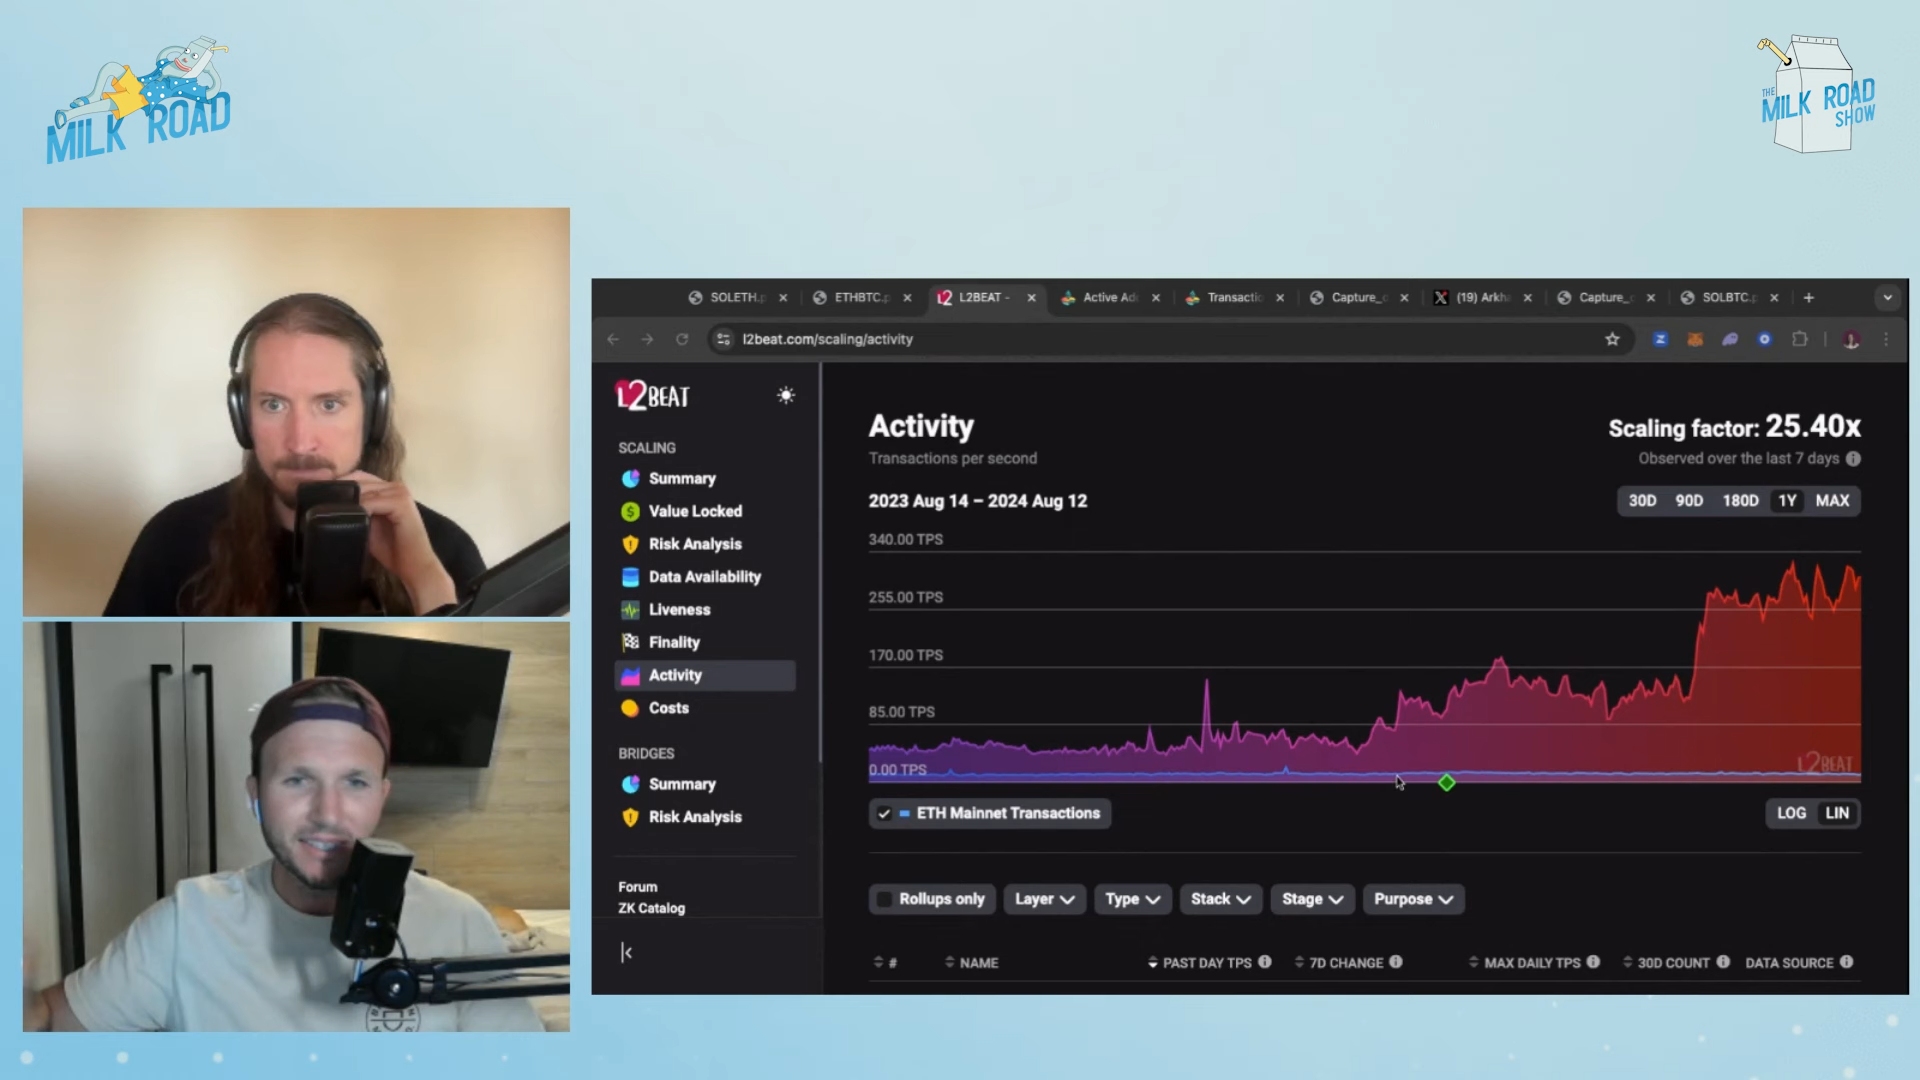 MILK ROAD
THE
MILK ROAD
SHOW
SOLETH.p
ETHBTC.p
L2BEAT -
Active Add
Transactio
Capture_c
(19) Arkha
Capture_c
SOLBTC.p
l2beat.com/scaling/activity
L2BEAT
SCALING
Summary
Value Locked
Risk Analysis
Data Availability
Liveness
Finality
Activity
Costs
BRIDGES
Summary
Risk Analysis
Forum
ZK Catalog
Activity
Transactions per second
Scaling factor: 25.40x
Observed over the last 7 days
2023 Aug 14 – 2024 Aug 12
30D 90D 180D 1Y MAX
340.00 TPS
255.00 TPS
170.00 TPS
85.00 TPS
0.00 TPS
L2BEAT
ETH Mainnet Transactions
LOG LIN
Rollups only Layer Type Stack Stage Purpose
# NAME PAST DAY TPS 7D CHANGE MAX DAILY TPS 30D COUNT DATA SOURCE